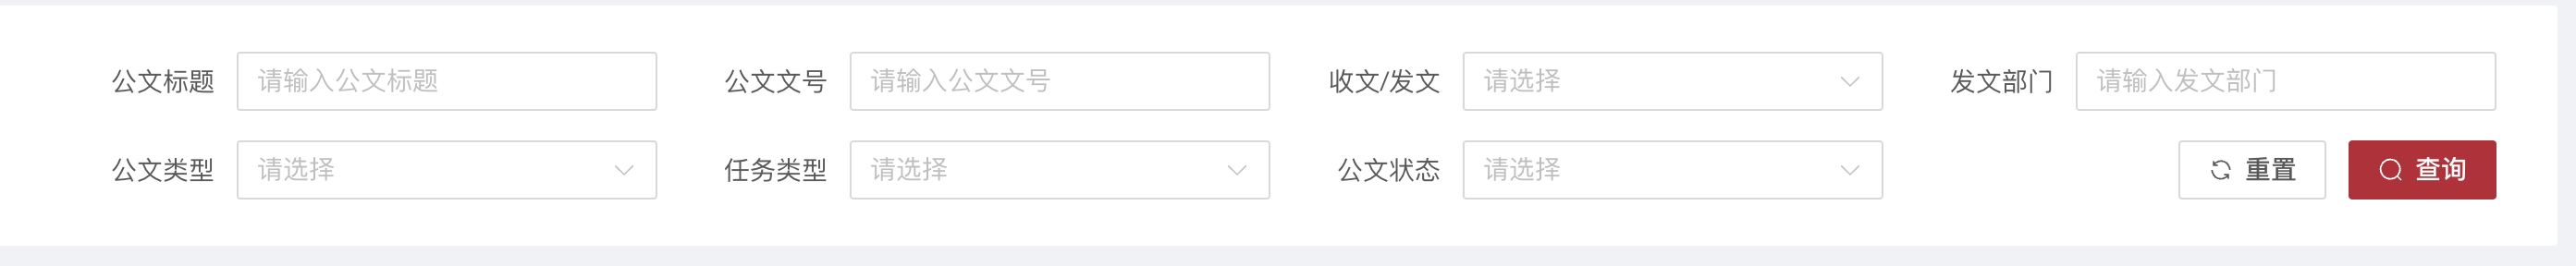 公文标题 请输入公文标题 公文文号 请输入公文文号 收文/发文 请选择 发文部门 请输入发文部门
公文类型 请选择 任务类型 请选择 公文状态 请选择 重置 查询